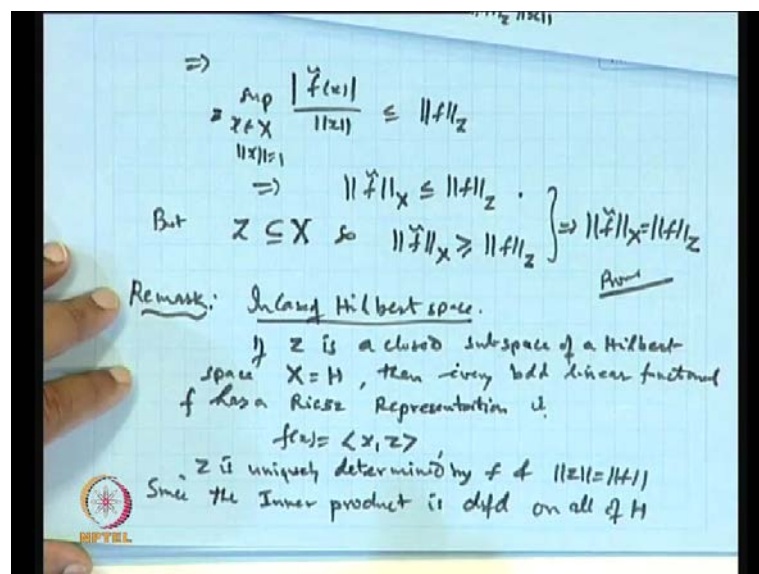 ||x||
⇒
= sup x∈X ||x||=1 |f̃(x)| / ||x|| ≤ ||f||_Z
⇒ ||f̃||_X ≤ ||f||_Z .
But Z ⊆ X so ||f̃||_X ≥ ||f||_Z } ⇒ ||f̃||_X = ||f||_Z
Remark: In case of Hilbert space.
If Z is a closed subspace of a Hilbert
space X = H, then every bdd linear functional
f has a Riesz Representation
f(x) = <x, z>
z is uniquely determined by f & ||z|| = ||f||
Since the Inner product is defd on all of H
NPTEL